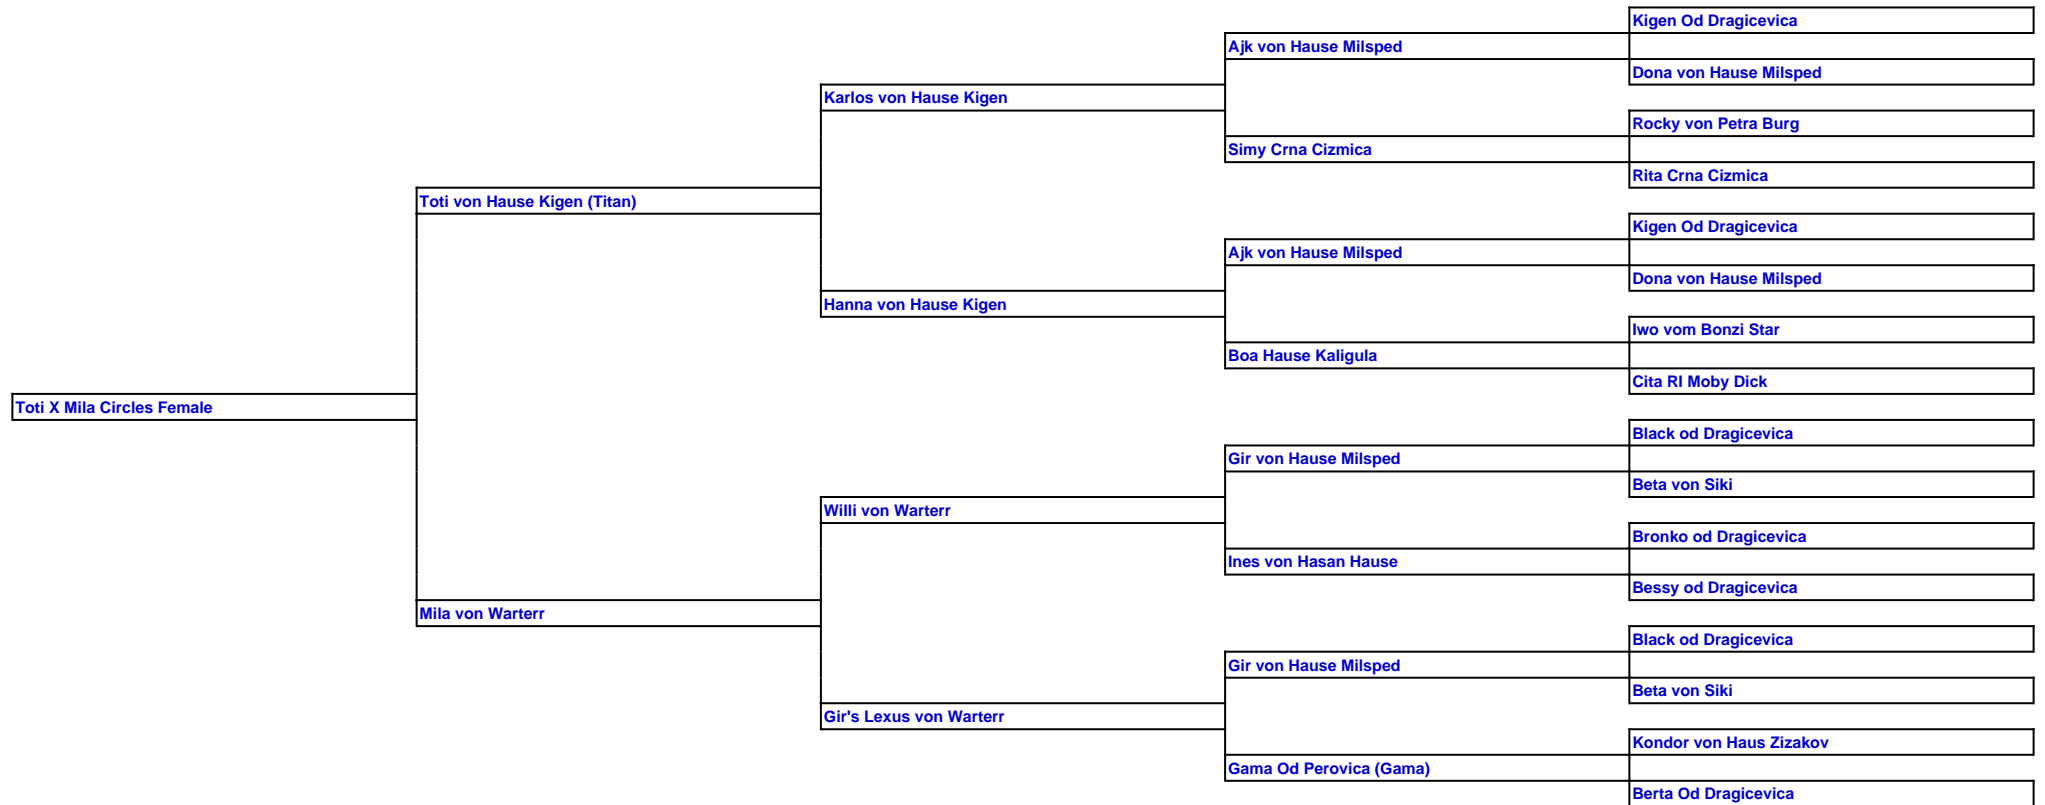 Kigen Od Dragicevica
Ajk von Hause Milsped
Dona von Hause Milsped
Karlos von Hause Kigen
Rocky von Petra Burg
Simy Crna Cizmica
Rita Crna Cizmica
Toti von Hause Kigen (Titan)
Kigen Od Dragicevica
Ajk von Hause Milsped
Dona von Hause Milsped
Hanna von Hause Kigen
Iwo vom Bonzi Star
Boa Hause Kaligula
Cita RI Moby Dick
Toti X Mila Circles Female
Black od Dragicevica
Gir von Hause Milsped
Beta von Siki
Willi von Warterr
Bronko od Dragicevica
Ines von Hasan Hause
Bessy od Dragicevica
Mila von Warterr
Black od Dragicevica
Gir von Hause Milsped
Beta von Siki
Gir's Lexus von Warterr
Kondor von Haus Zizakov
Gama Od Perovica (Gama)
Berta Od Dragicevica